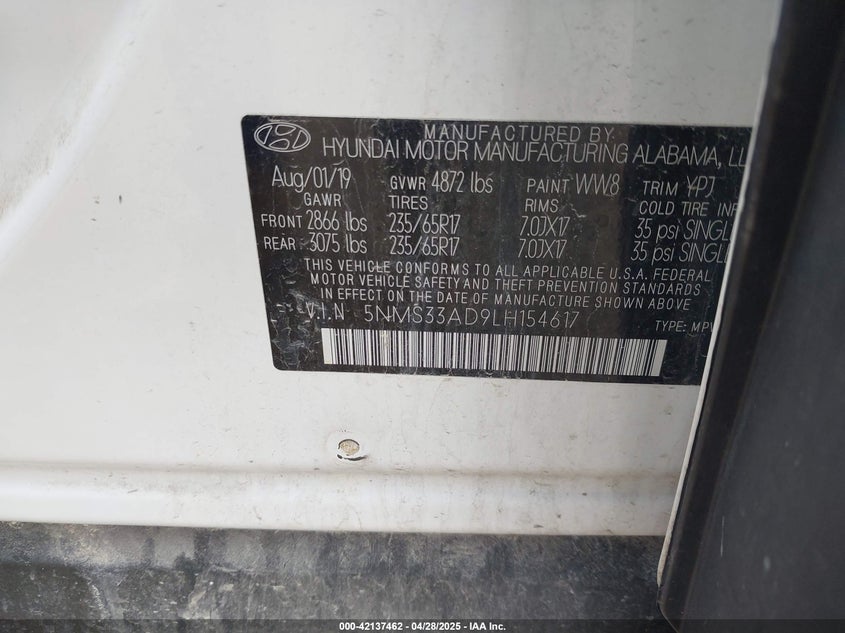 MANUFACTURED BY
HYUNDAI MOTOR MANUFACTURING ALABAMA, LL
Aug/01/19 GVWR 4872 lbs PAINT WW8 TRIM YPJ
GAWR TIRES RIMS COLD TIRE INF
FRONT 2866 lbs 235/65R17 7.0JX17 35 psi SINGL
REAR 3075 lbs 235/65R17 7.0JX17 35 psi SINGL
THIS VEHICLE CONFORMS TO ALL APPLICABLE U.S.A. FEDERAL
MOTOR VEHICLE SAFETY AND THEFT PREVENTION STANDARDS
IN EFFECT ON THE DATE OF MANUFACTURE SHOWN ABOVE
V.I.N 5NMS33AD9LH154617 TYPE: MPV
000-42137462 04/28/2025 - IAA Inc.